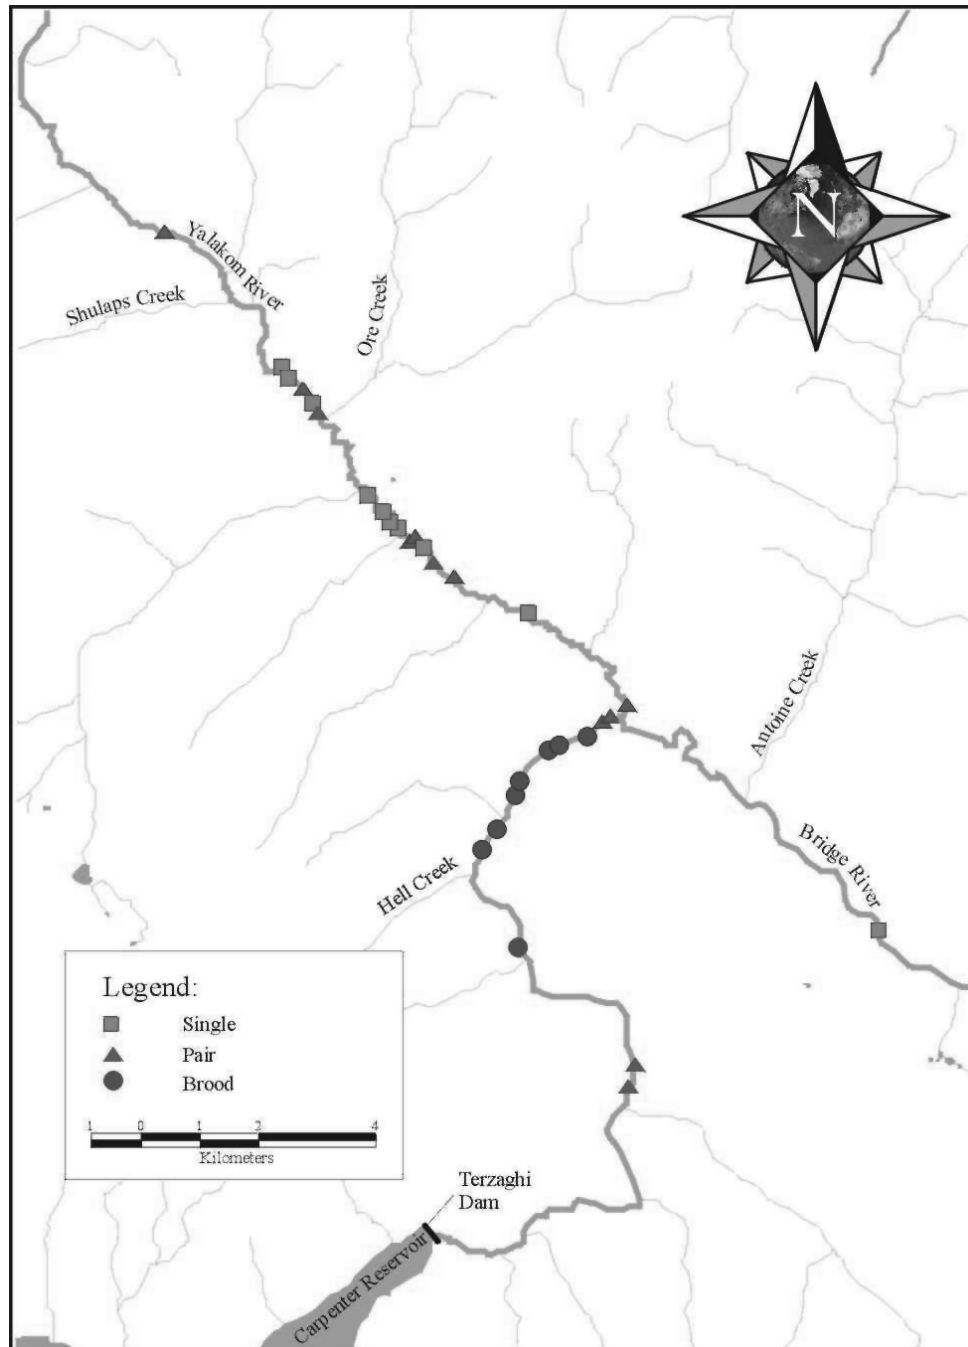 N
Yalakom River
Shulaps Creek
Ore Creek
Antoine Creek
Bridge River
Hell Creek
Legend:
Single
Pair
Brood
1 0 1 2 4
Kilometers
Terzaghi
Dam
Carpenter Reservoir